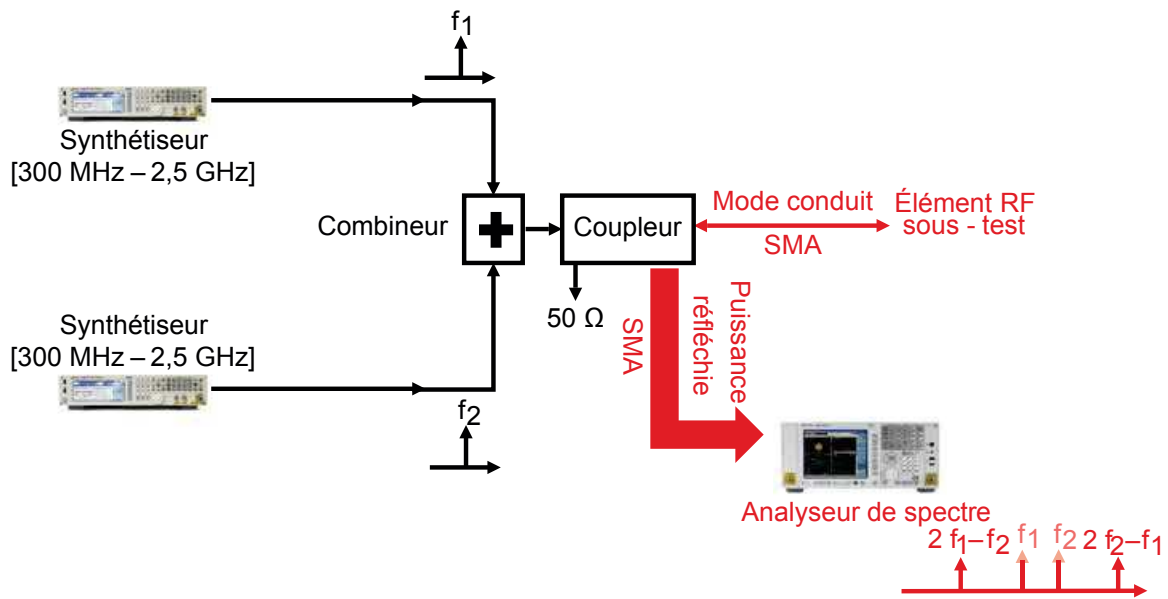 f1
Synthétiseur
[300 MHz – 2,5 GHz]
Combineur
+
Coupleur
Mode conduit
SMA
Élément RF
sous - test
50 Ω
Puissance
réfléchie
SMA
Synthétiseur
[300 MHz – 2,5 GHz]
f2
Analyseur de spectre
2 f1–f2 f1 f2 2 f2–f1